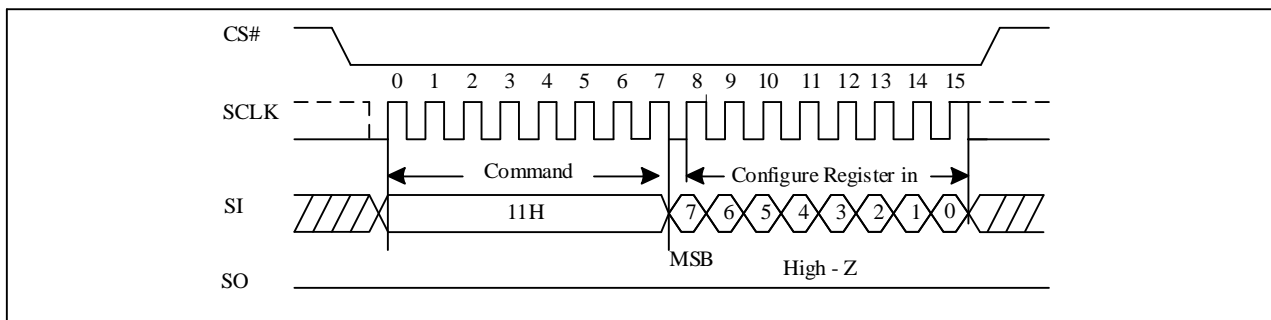 CS#
0 1 2 3 4 5 6 7 8 9 10 11 12 13 14 15
SCLK
Command Configure Register in
SI 11H 7 6 5 4 3 2 1 0
MSB High - Z
SO